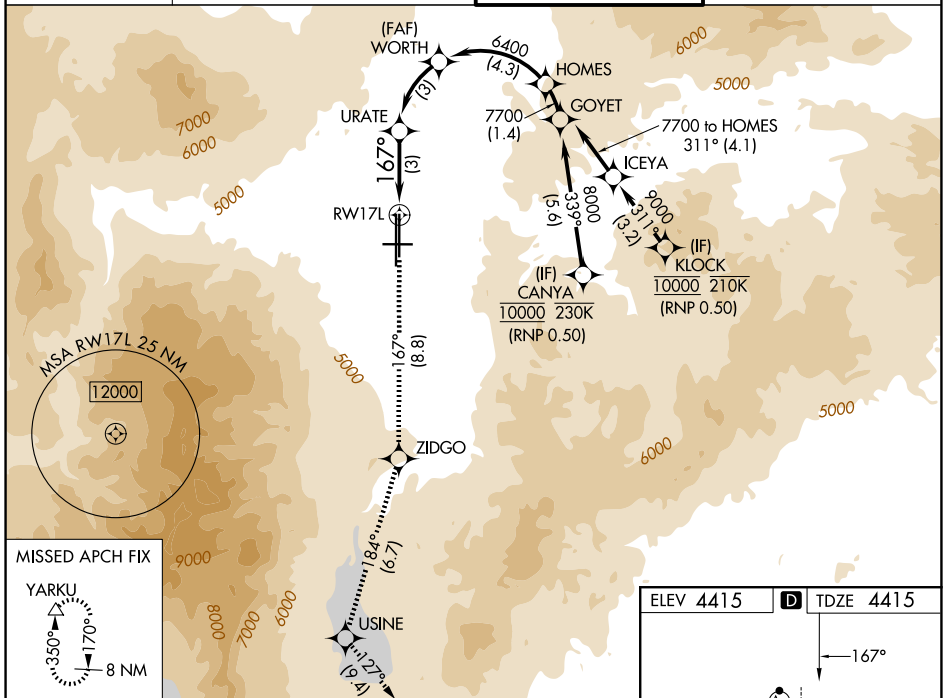 (FAF)
WORTH
6400
(4.3)
HOMES
6000
5000
(3)
URATE
7700
(1.4)
GOYET
7700 to HOMES
311° (4.1)
7000
6000
5000
167°
(3)
ICEYA
RW17L
8000
339°
(5.6)
9000
311°
(3.2)
(IF)
KLOCK
10000 210K
(RNP 0.50)
(IF)
CANYA
10000 230K
(RNP 0.50)
MSA RW17L 25 NM
12000
5000
167°
(8.8)
5000
6000
ZIDGO
184°
(6.7)
9000
8000
7000
6000
USINE
127°
(9.4)
MISSED APCH FIX
YARKU
350°
170°
8 NM
ELEV 4415
D
TDZE 4415
167°